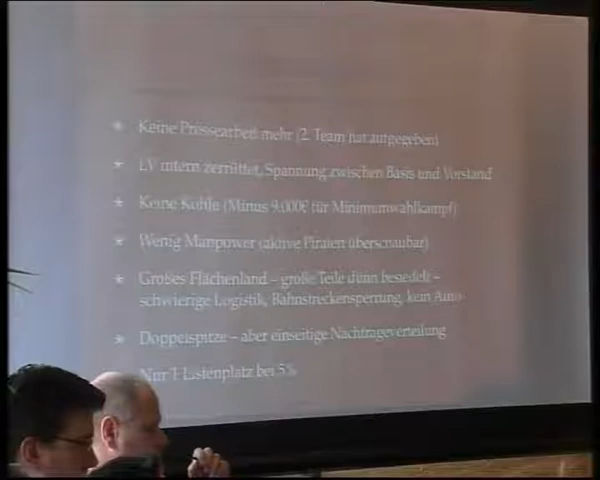 Keine Pressearbeit mehr (2. Team hat aufgegeben)
LV intern zerrüttet, Spannung zwischen Basis und Vorstand
Keine Kohle (Minus 9.000€ für Minimumwahlkampf)
Wenig Manpower (aktive Piraten überschaubar)
Großes Flächenland – große Teile dünn besiedelt –
schwierige Logistik, Bahnstreckensperrung, kein Auto
Doppelspitze – aber einseitige Nachfrageverteilung
Nur 1 Listenplatz bei 5%